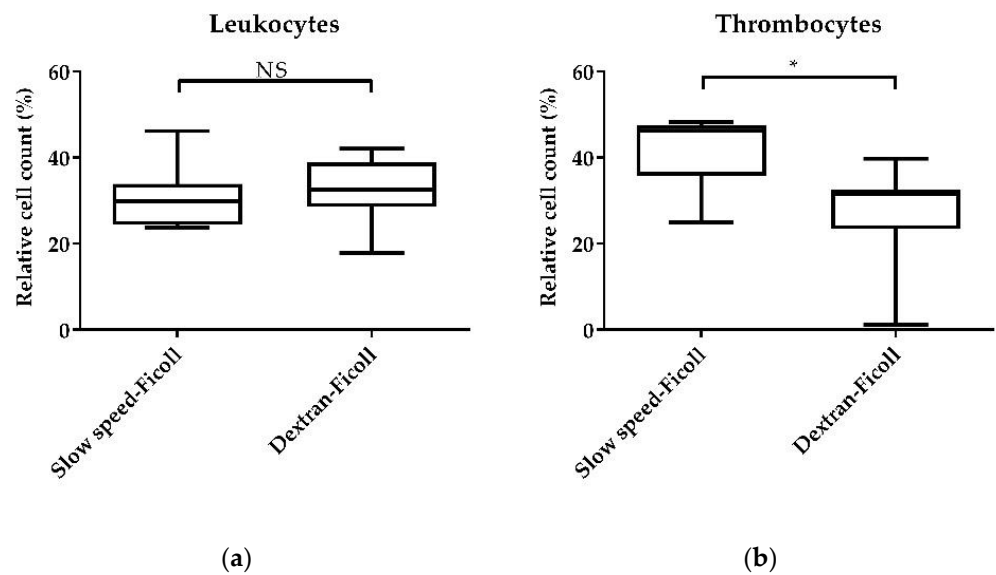 Leukocytes
NS
Relative cell count (%)
60
40
20
0
Slow speed-Ficoll
Dextran-Ficoll
(a)
Thrombocytes
*
Relative cell count (%)
60
40
20
0
Slow speed-Ficoll
Dextran-Ficoll
(b)